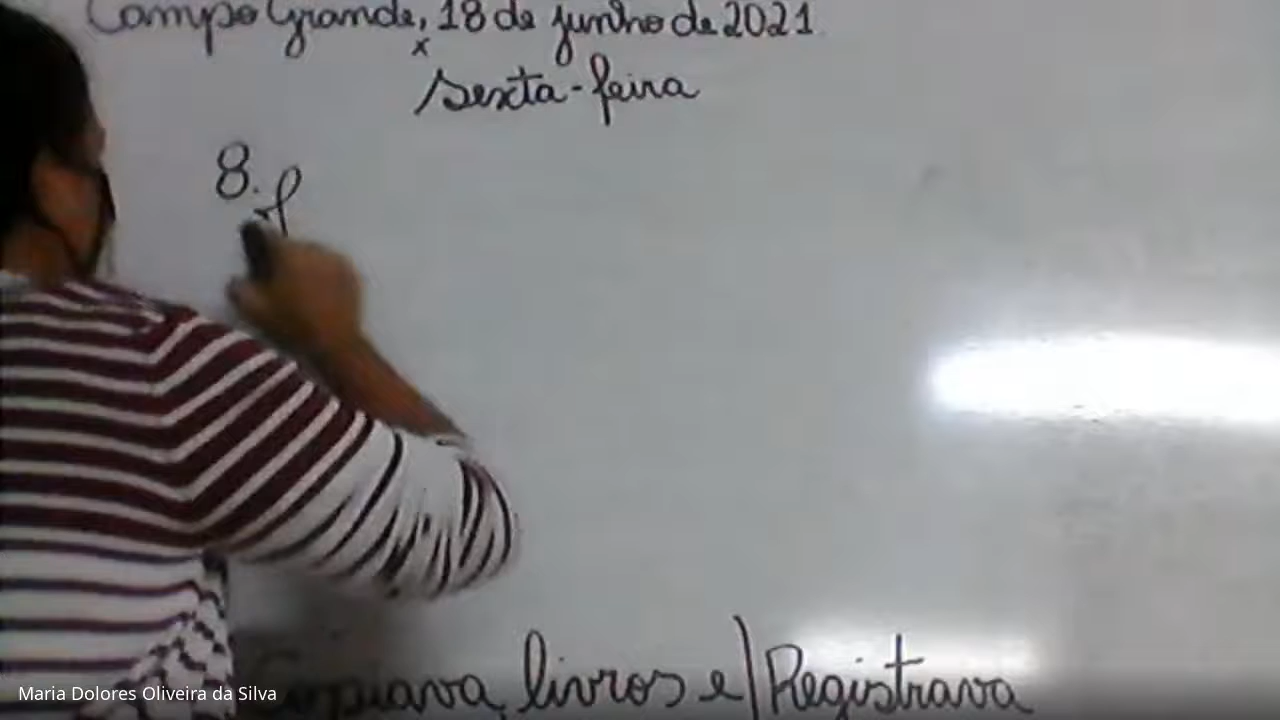 Campo Grande, 18 de junho de 2021
x
sexta-feira
8.
livros e/Registrava
Maria Dolores Oliveira da Silva